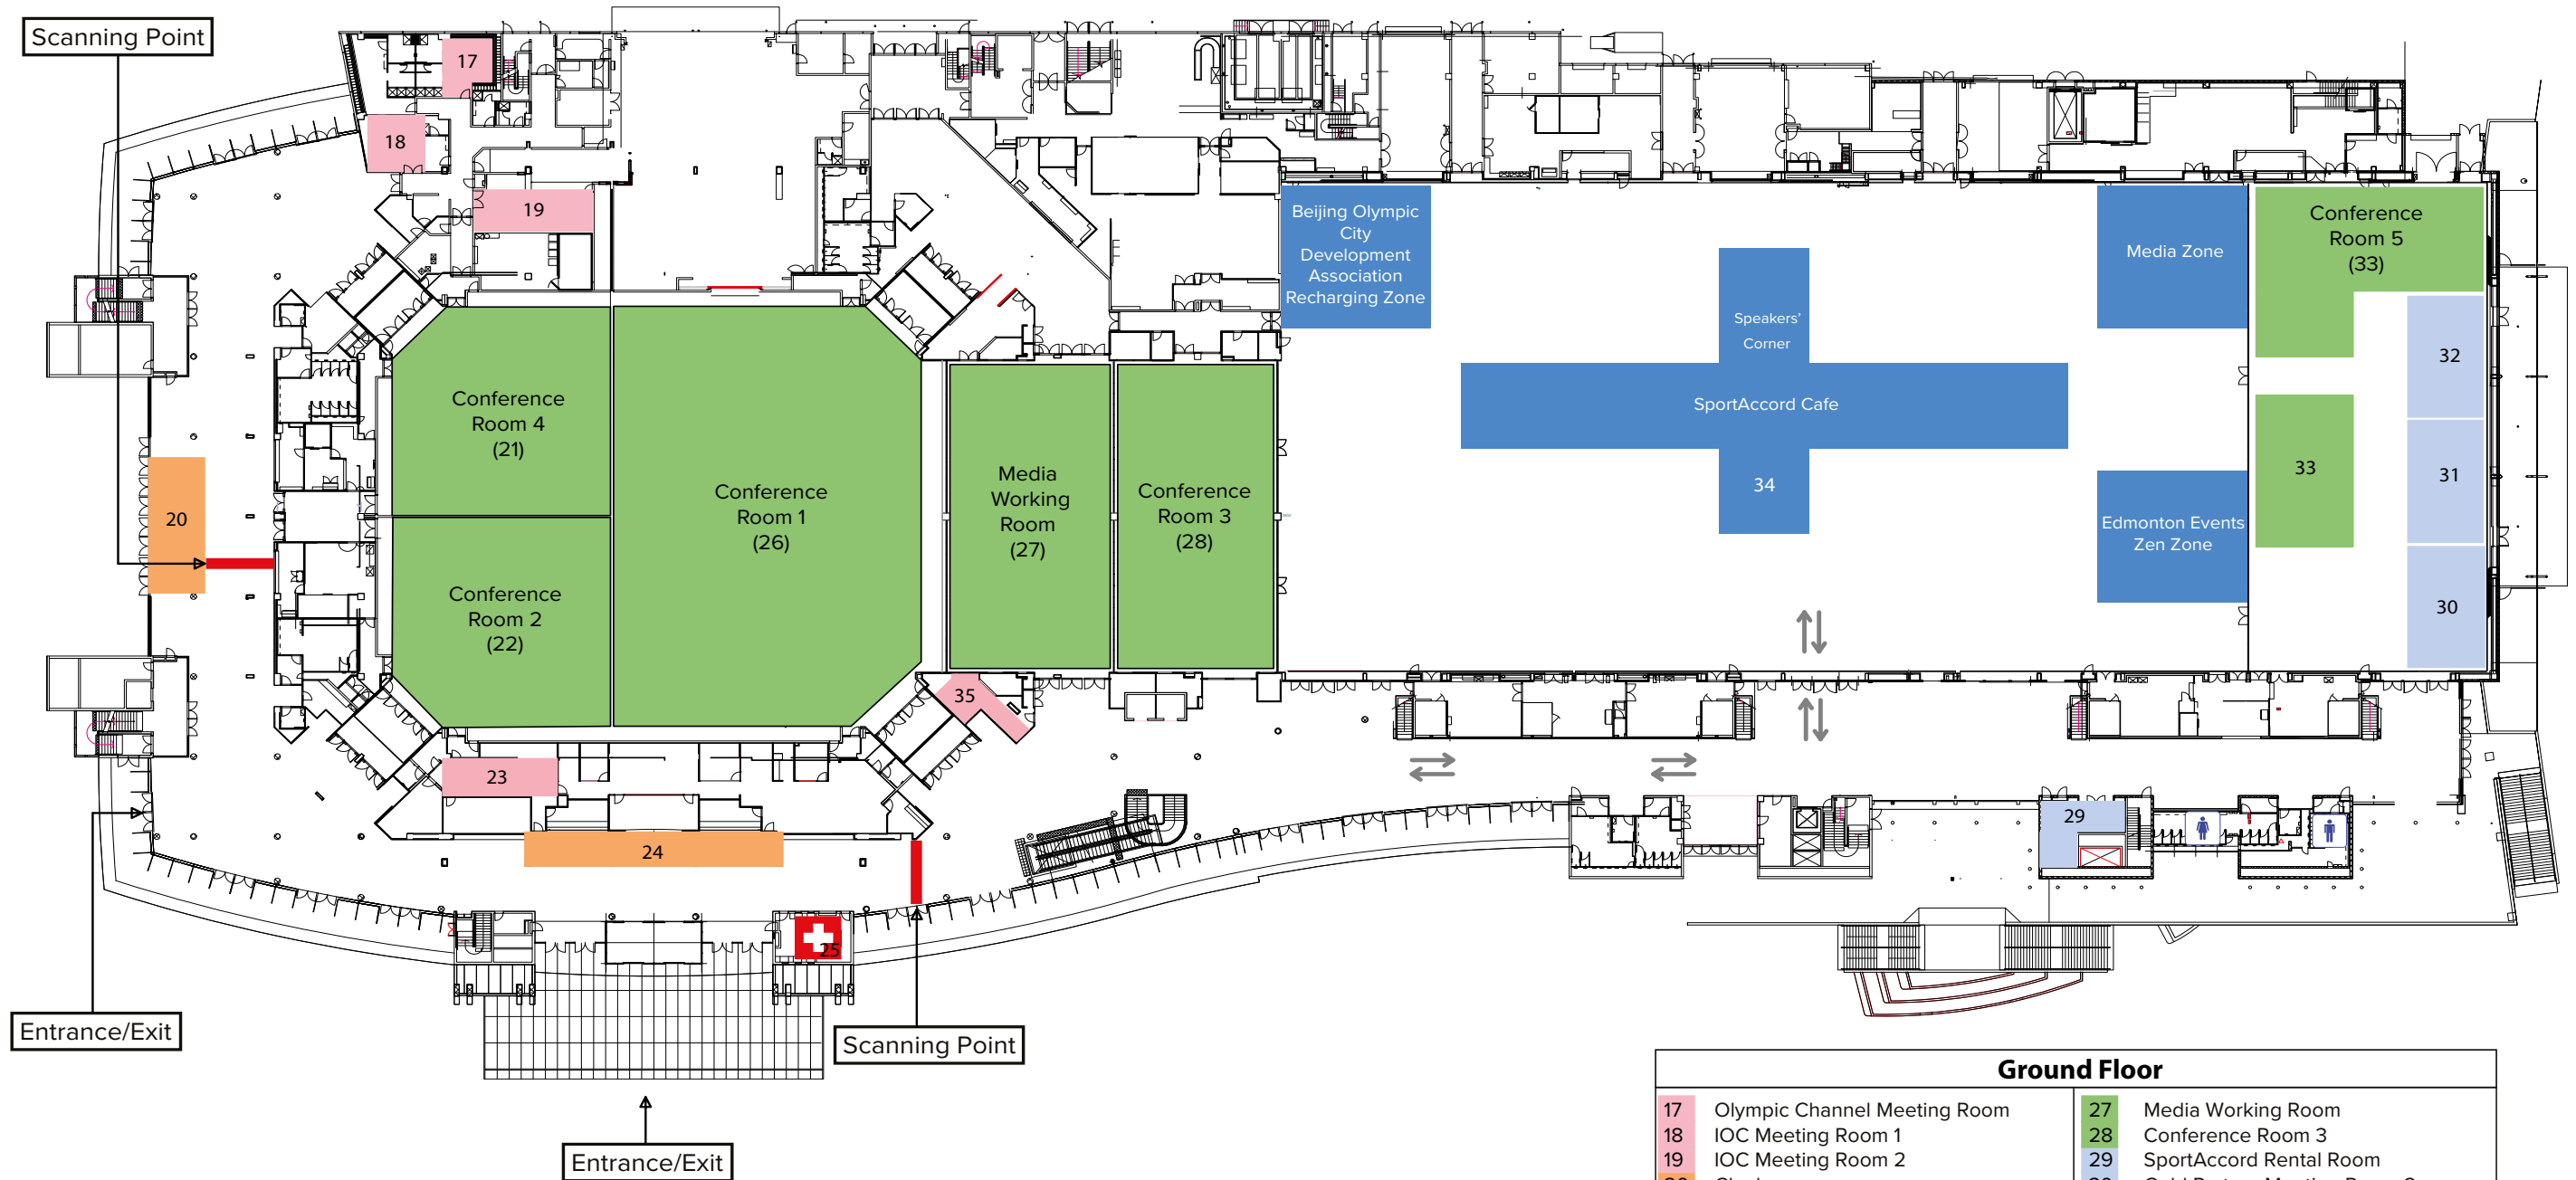 Scanning Point
17
18
19
Beijing Olympic
City
Development
Association
Recharging Zone
Media Zone
Conference
Room 5
(33)
Speakers'
Corner
SportAccord Cafe
34
32
31
30
33
Edmonton Events
Zen Zone
Conference
Room 4
(21)
Conference
Room 1
(26)
Media
Working
Room
(27)
Conference
Room 3
(28)
20
Conference
Room 2
(22)
35
23
24
29
25
Entrance/Exit
Scanning Point
Entrance/Exit
Ground Floor
17 Olympic Channel Meeting Room
18 IOC Meeting Room 1
19 IOC Meeting Room 2
27 Media Working Room
28 Conference Room 3
29 SportAccord Rental Room